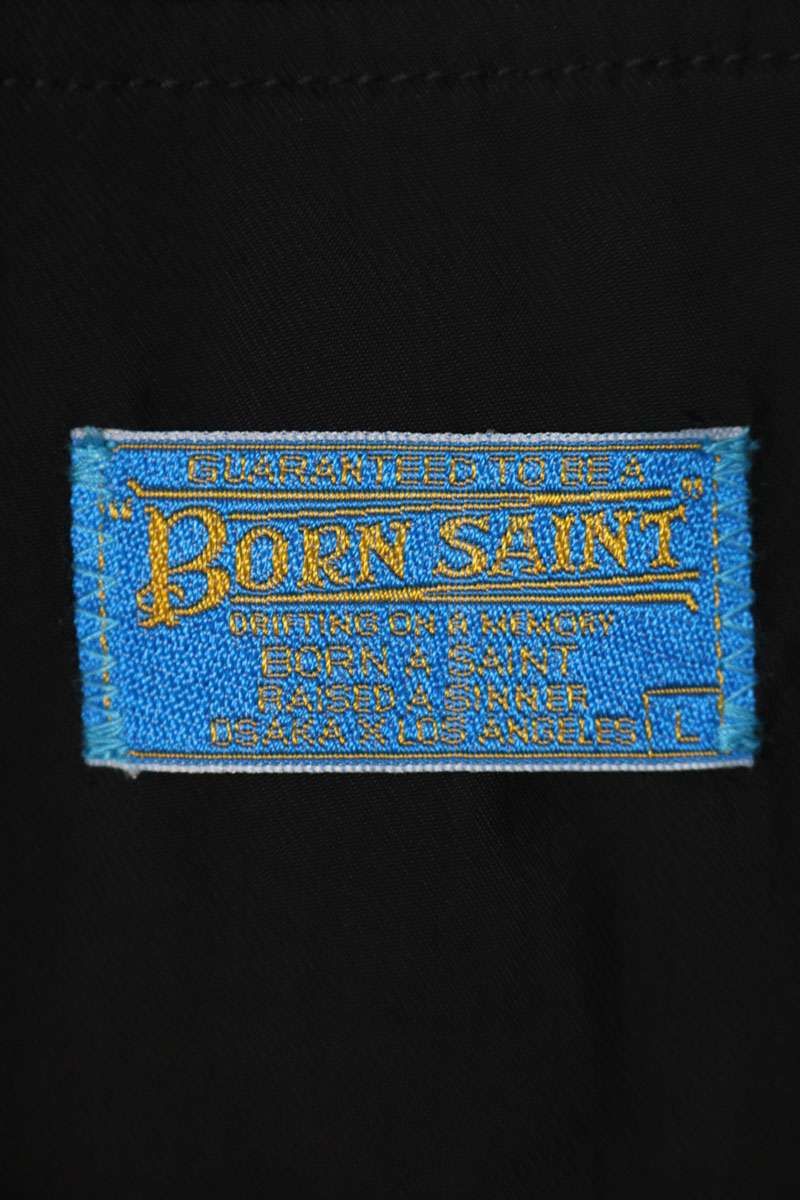 GUARANTEED TO BE A
"BORN SAINT"
DRIFTING ON A MEMORY
BORN A SAINT
RAISED A SINNER
OSAKA X LOS ANGELES
L